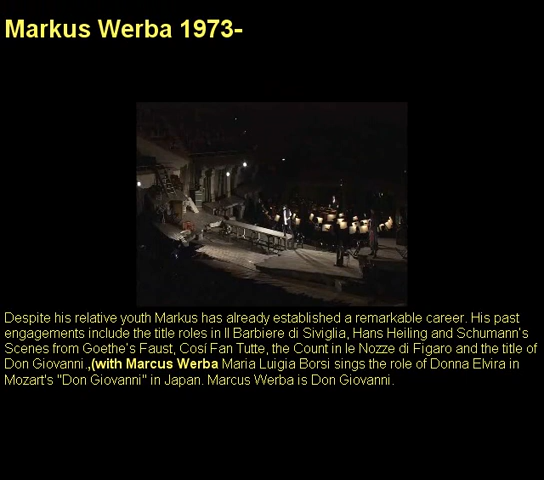 Markus Werba 1973-
Despite his relative youth Markus has already established a remarkable career. His past
engagements include the title roles in Il Barbiere di Siviglia, Hans Heiling and Schumann's
Scenes from Goethe's Faust, Cosí Fan Tutte, the Count in le Nozze di Figaro and the title of
Don Giovanni.,(with Marcus Werba Maria Luigia Borsi sings the role of Donna Elvira in
Mozart's "Don Giovanni" in Japan. Marcus Werba is Don Giovanni.